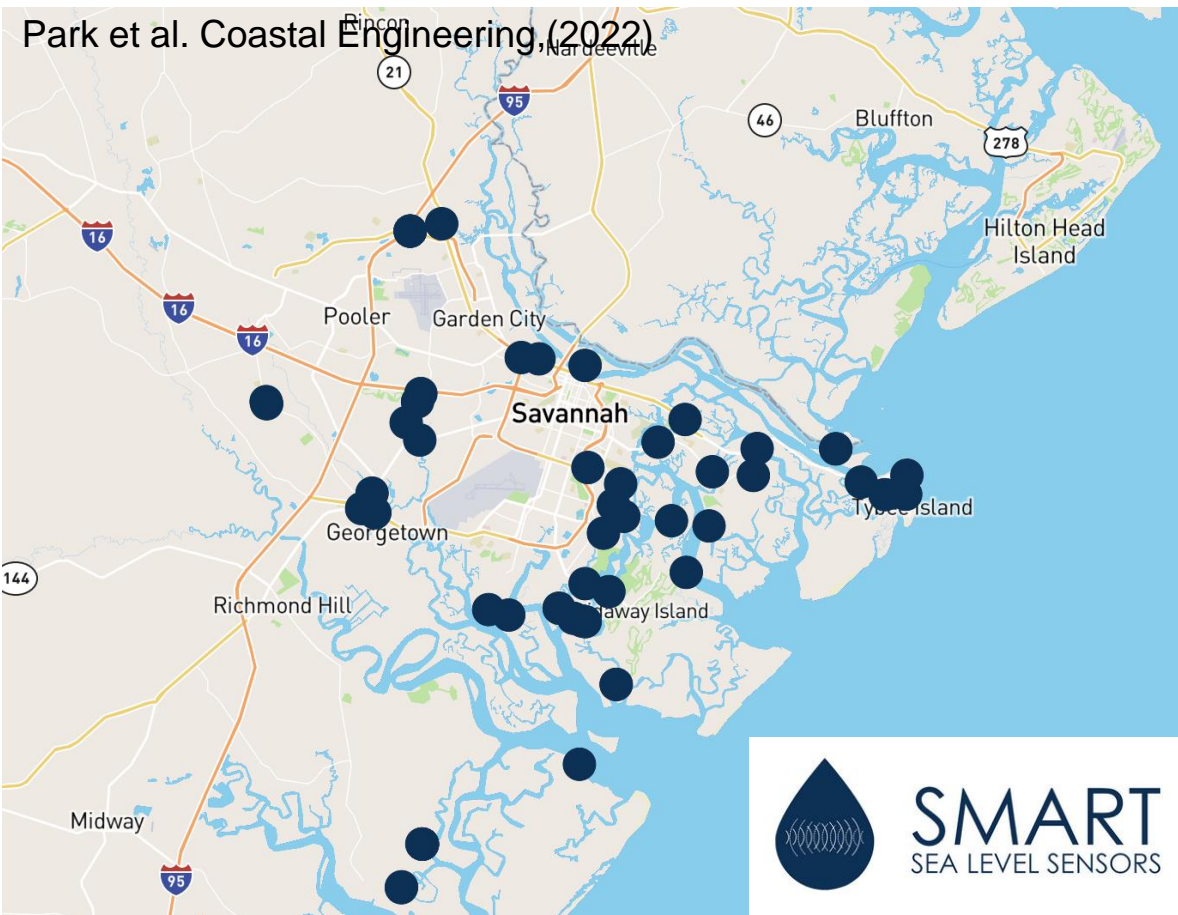 Park et al. Coastal Engineering,(2022)
Rincon
Hardeeville
21
95
46
Bluffton
278
16
Hilton Head
Island
16
Pooler
Garden City
16
Savannah
Tybee Island
Georgetown
144
Richmond Hill
Midway
95
SMART
SEA LEVEL SENSORS